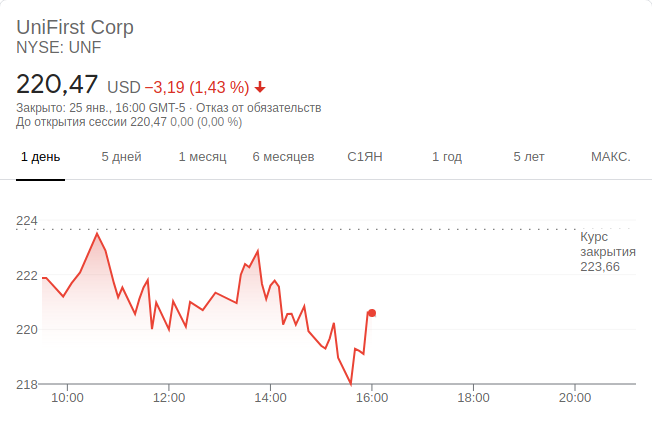 UniFirst Corp
NYSE: UNF
220,47 USD −3,19 (1,43 %)
Закрыто: 25 янв., 16:00 GMT-5 · Отказ от обязательств
До открытия сессии 220,47 0,00 (0,00 %)
1 день 5 дней 1 месяц 6 месяцев С1ЯН 1 год 5 лет МАКС.
224
Курс
закрытия
223,66
222
220
218
10:00 12:00 14:00 16:00 18:00 20:00